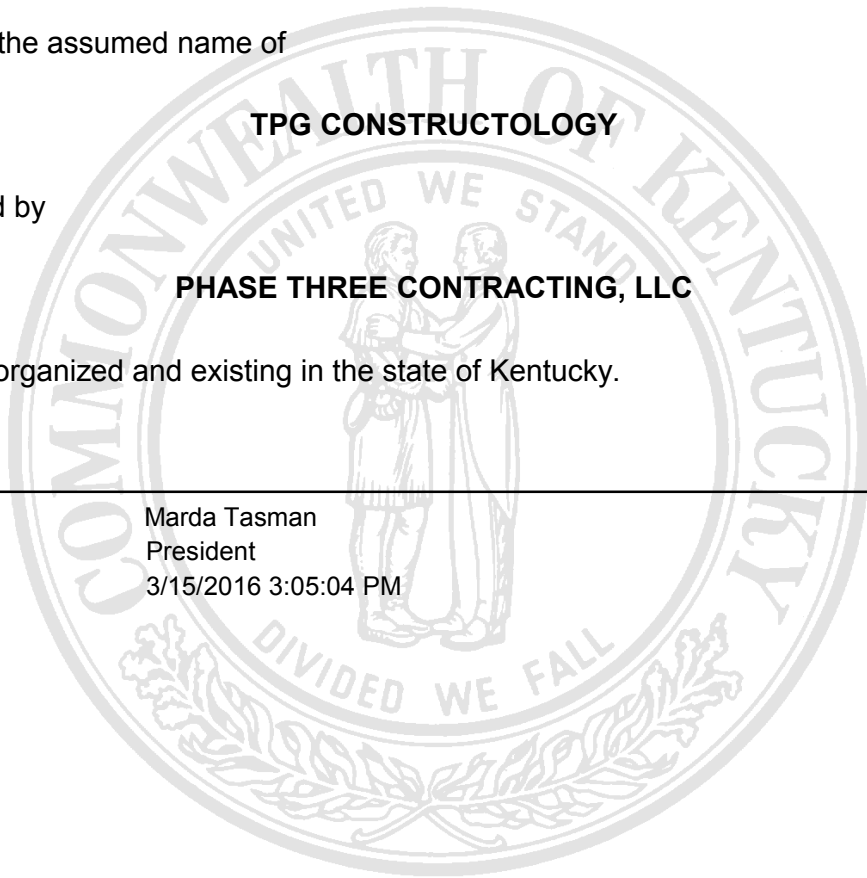 the assumed name of
TPG CONSTRUCTOLOGY
d by
PHASE THREE CONTRACTING, LLC
organized and existing in the state of Kentucky.
Marda Tasman
President
3/15/2016 3:05:04 PM
COMMONWEALTH OF KENTUCKY
UNITED WE STAND
DIVIDED WE FALL